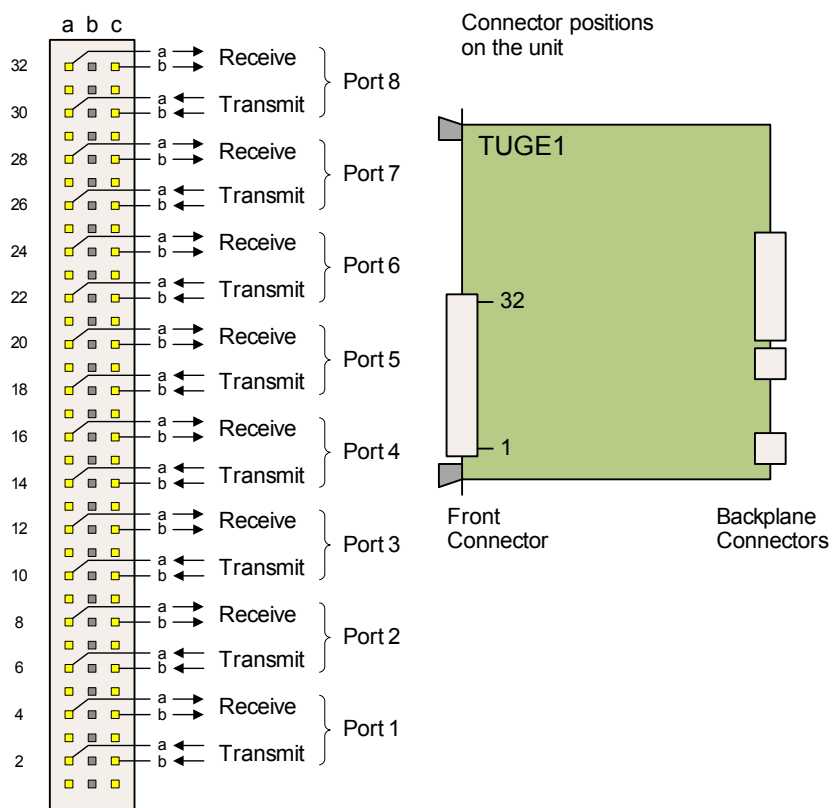 a b c
Connector positions
on the unit
a Receive
32 b
Port 8
a Transmit
30 b
a Receive
28 b
Port 7
a Transmit
26 b
a Receive
24 b
Port 6
a Transmit
22 b
a Receive
20 b
Port 5
a Transmit
18 b
a Receive
16 b
Port 4
a Transmit
14 b
a Receive
12 b
Port 3
a Transmit
10 b
a Receive
8 b
Port 2
a Transmit
6 b
a Receive
4 b
Port 1
a Transmit
2 b
TUGE1
32
1
Front
Connector
Backplane
Connectors